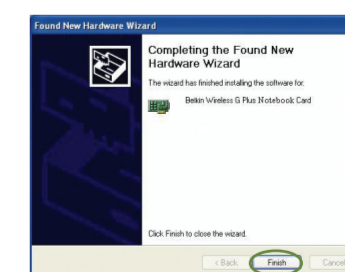 Found New Hardware Wizard
Completing the Found New
Hardware Wizard
The wizard has finished installing the software for:
Belkin Wireless G Plus Notebook Card
Click Finish to close the wizard.
< Back
Finish
Cancel